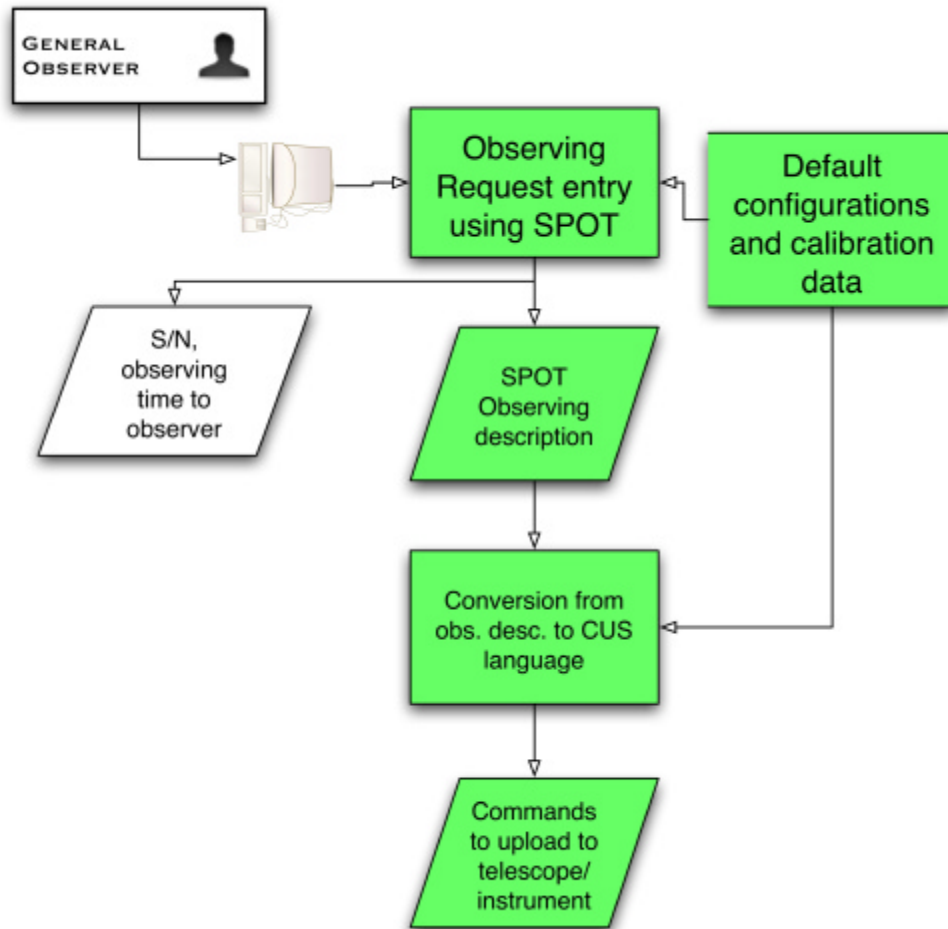 GENERAL
OBSERVER
Observing
Request entry
using SPOT
Default
configurations
and calibration
data
S/N,
observing
time to
observer
SPOT
Observing
description
Conversion from
obs. desc. to CUS
language
Commands
to upload to
telescope/
instrument